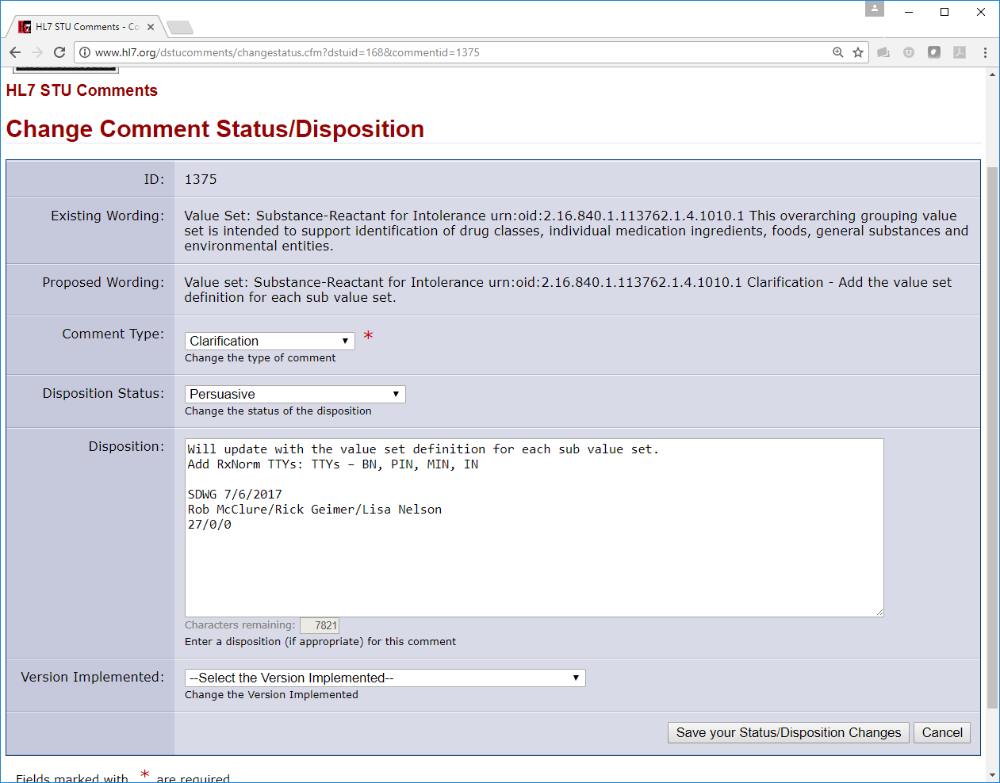 HL7 STU Comments - Co
www.hl7.org/dstucomments/changestatus.cfm?dstuid=168&commentid=1375
HL7 STU Comments
Change Comment Status/Disposition
ID: 1375
Existing Wording: Value Set: Substance-Reactant for Intolerance urn:oid:2.16.840.1.113762.1.4.1010.1 This overarching grouping value
set is intended to support identification of drug classes, individual medication ingredients, foods, general substances and
environmental entities.
Proposed Wording: Value set: Substance-Reactant for Intolerance urn:oid:2.16.840.1.113762.1.4.1010.1 Clarification - Add the value set
definition for each sub value set.
Comment Type: Clarification *
Change the type of comment
Disposition Status: Persuasive
Change the status of the disposition
Disposition: Will update with the value set definition for each sub value set.
Add RxNorm TTYs: TTYs – BN, PIN, MIN, IN
SDWG 7/6/2017
Rob McClure/Rick Geimer/Lisa Nelson
27/0/0
Characters remaining: 7821
Enter a disposition (if appropriate) for this comment
Version Implemented: --Select the Version Implemented--
Change the Version Implemented
Save your Status/Disposition Changes Cancel
Fields marked with * are required